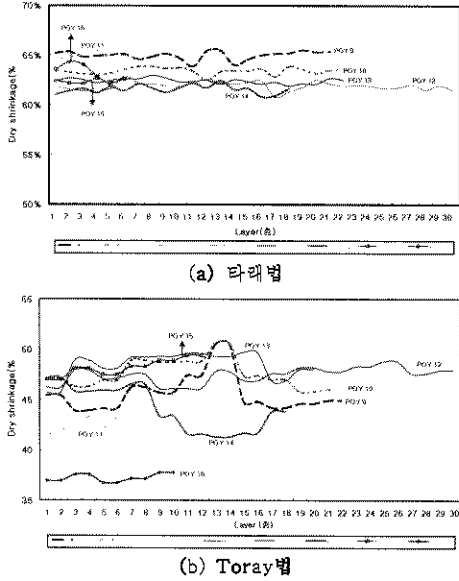 70%
65%
62%
60%
50%
Dry shrinkage(%
POY 16
POY 11
POY 9
POY 10
POY 13
POY 12
POY 14
POY 15
1 2 3 4 5 6 7 8 9 10 11 12 13 14 15 16 17 18 19 20 21 22 23 24 25 26 27 28 29 30
Layer(층)
(a) 타래법
65
55
45
35
Dry shrinkage(%
POY 15
POY 13
POY 12
POY 10
POY 9
POY 11
POY 14
POY 16
1 2 3 4 5 6 7 8 9 10 11 12 13 14 15 16 17 18 19 20 21 22 23 24 25 26 27 28 29 30
Layer(층)
(b) Toray법